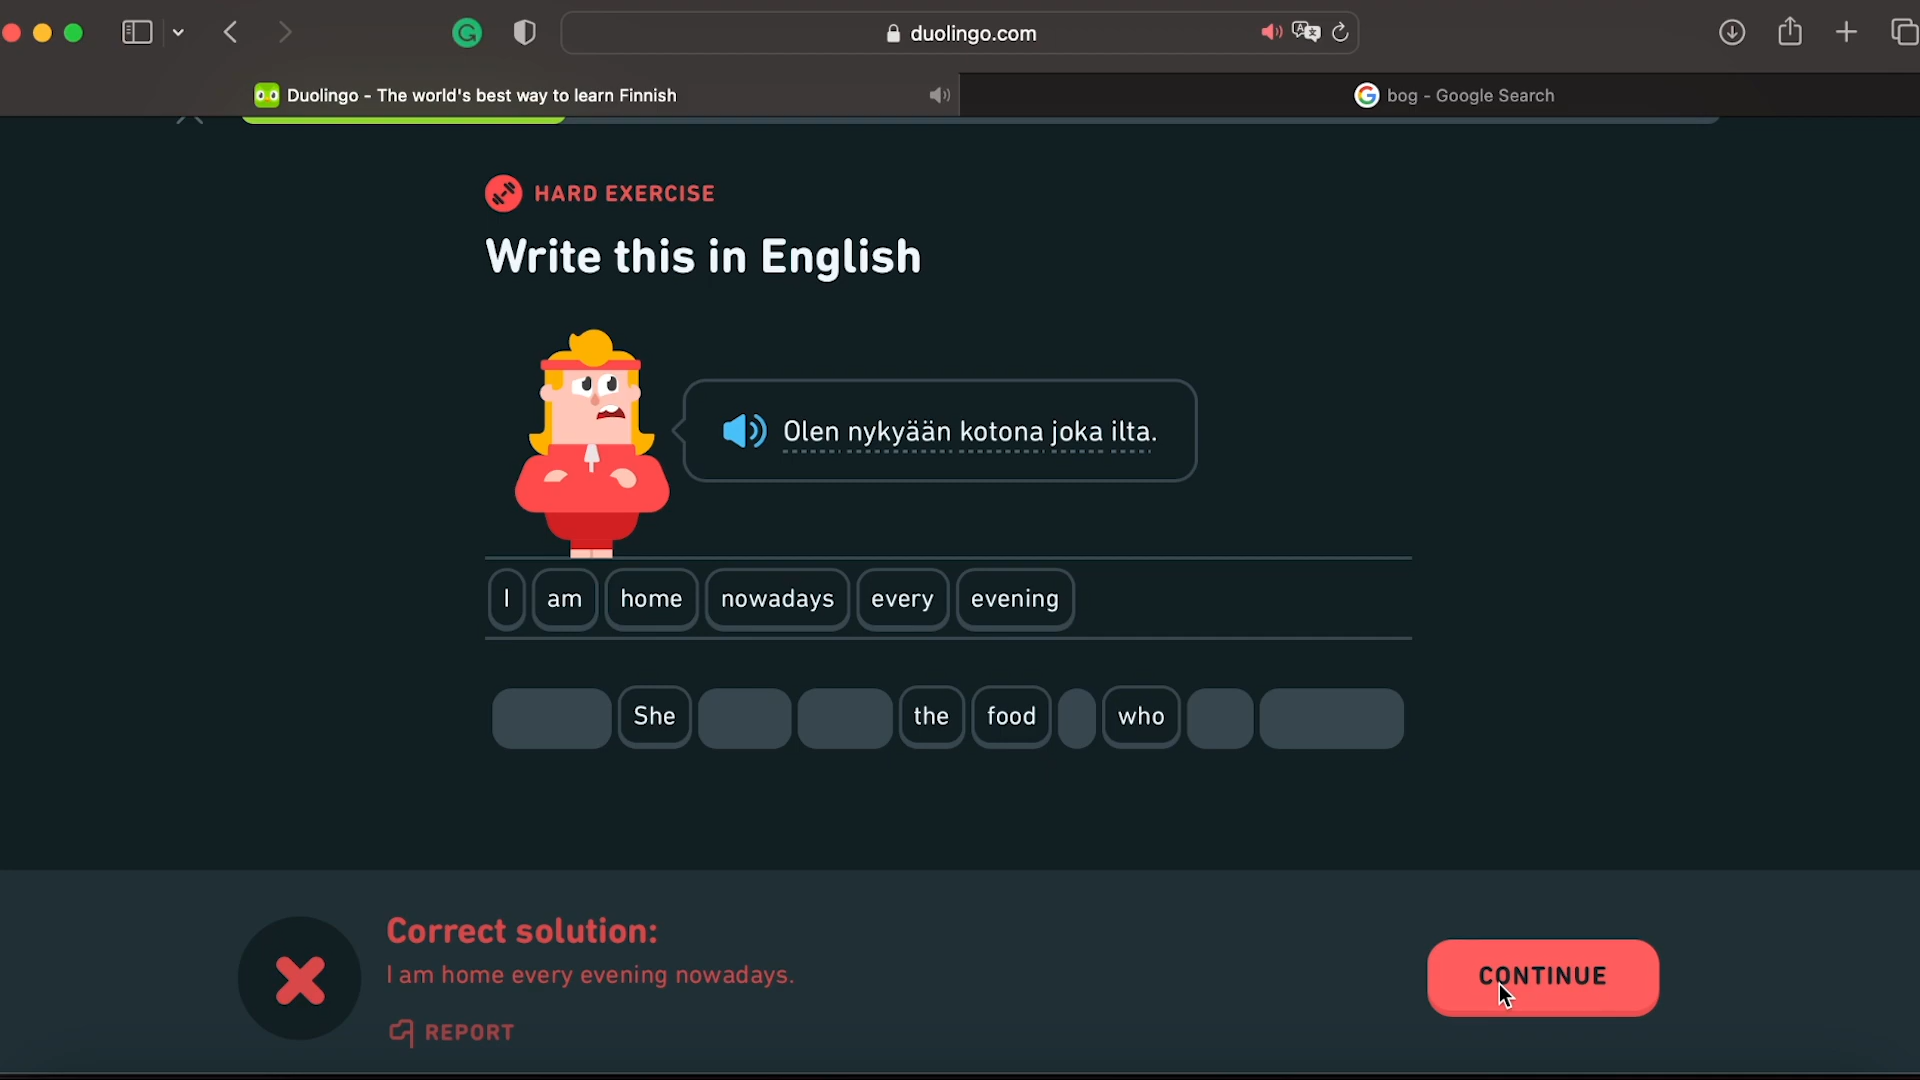 duolingo.com
Duolingo - The world's best way to learn Finnish
bog - Google Search
HARD EXERCISE
Write this in English
Olen nykyään kotona joka ilta.
I am home nowadays every evening
She the food who
Correct solution:
I am home every evening nowadays.
REPORT
CONTINUE